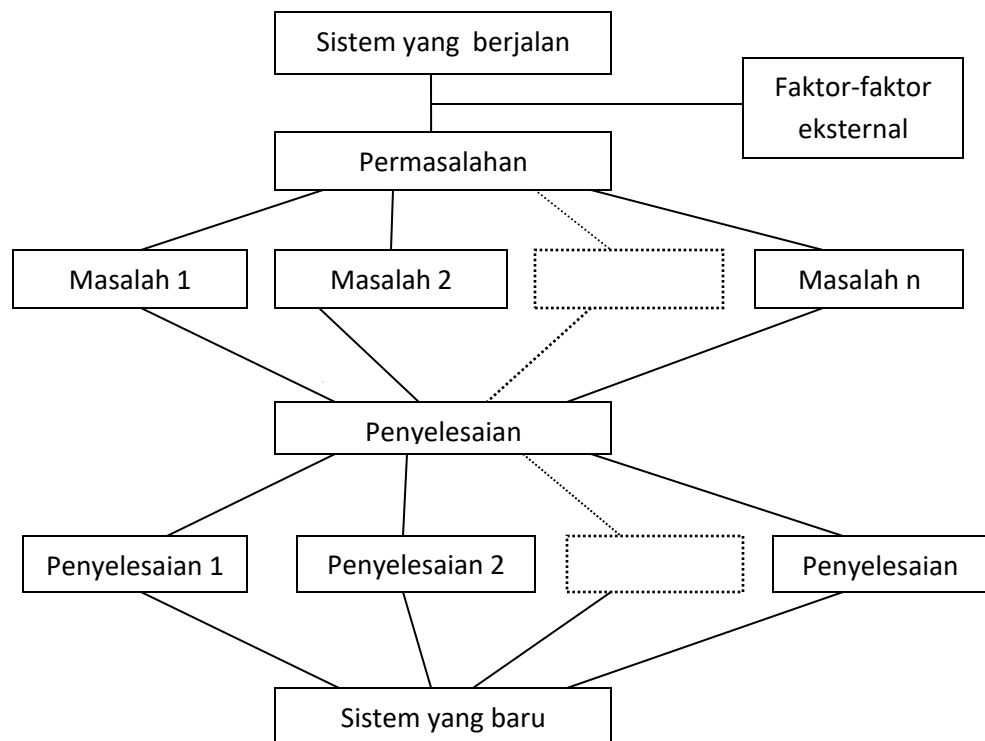 Sistem yang  berjalan
Faktor-faktor
eksternal
Permasalahan
Masalah 1
Masalah 2
Masalah n
Penyelesaian
Penyelesaian 1
Penyelesaian 2
Penyelesaian
Sistem yang baru